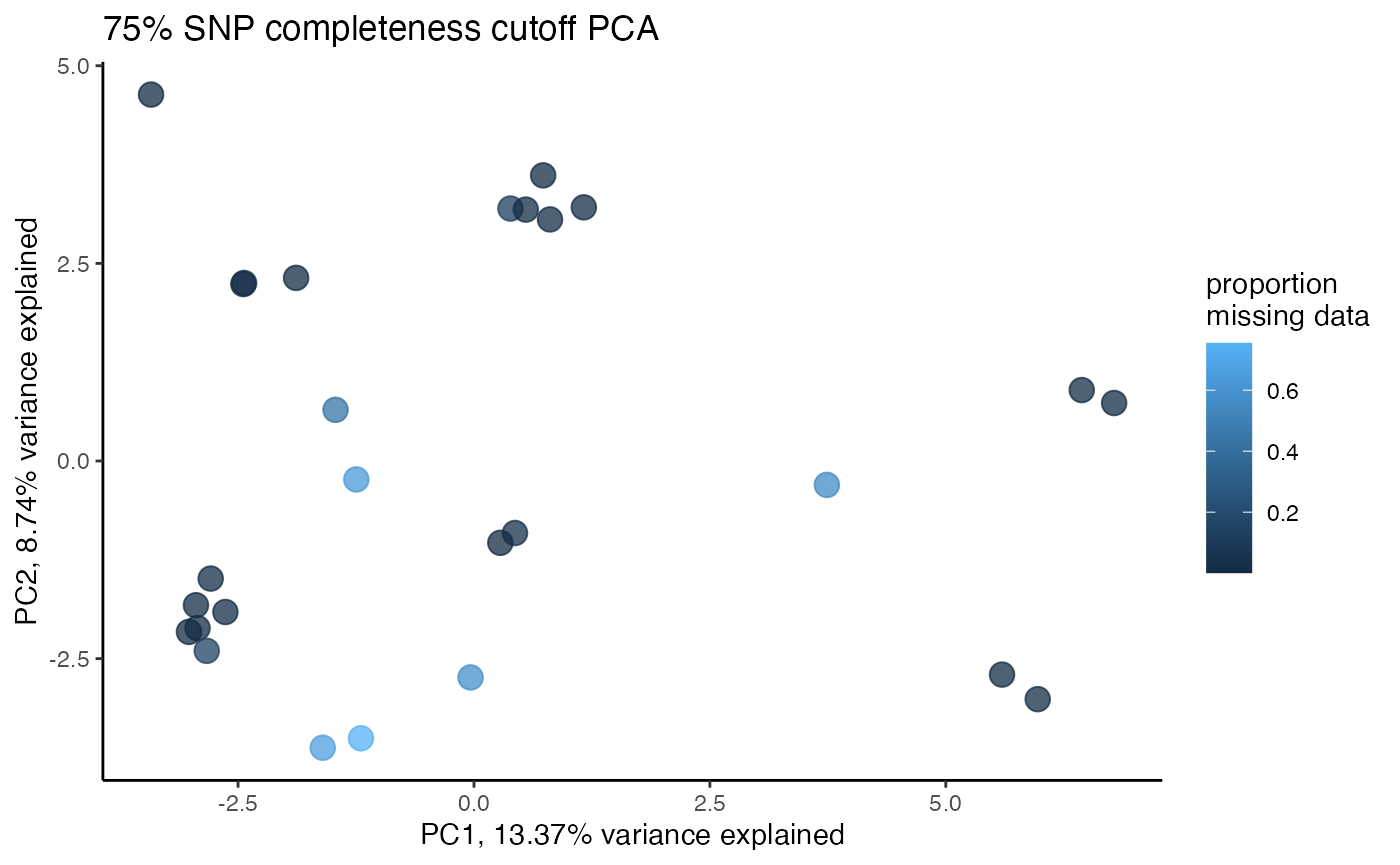 75% SNP completeness cutoff PCA
5.0
2.5
0.0
-2.5
PC2, 8.74% variance explained
-2.5
0.0
2.5
5.0
PC1, 13.37% variance explained
proportion
missing data
0.6
0.4
0.2